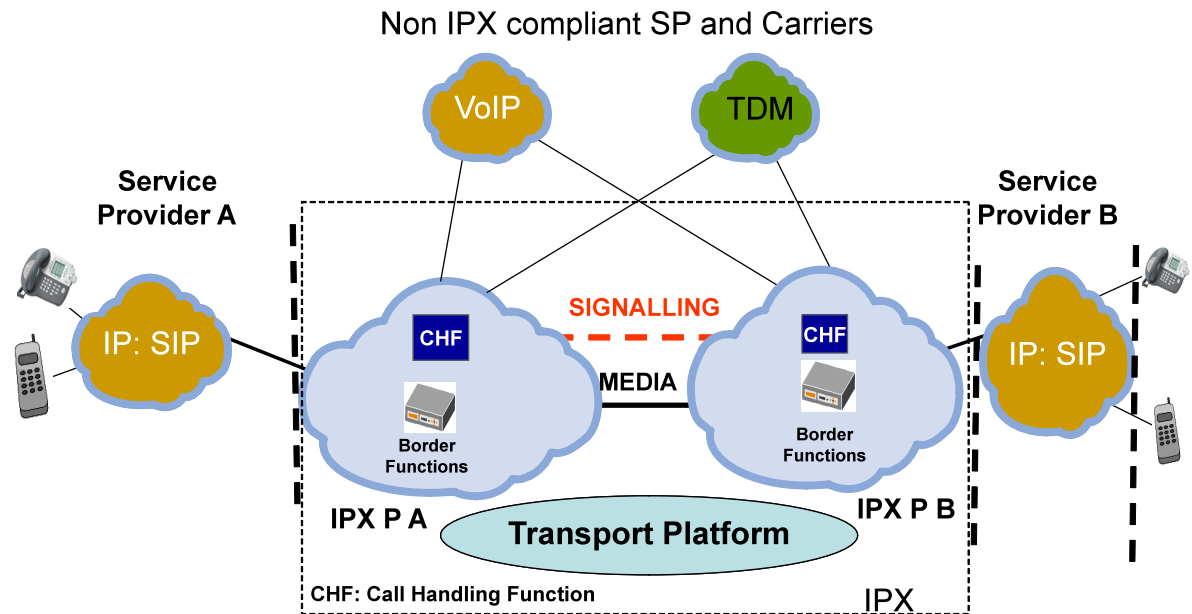 Non IPX compliant SP and Carriers
VoIP
TDM
Service
Provider A
Service
Provider B
IP: SIP
CHF
SIGNALLING
CHF
IP: SIP
MEDIA
Border
Functions
Border
Functions
IPX P A
IPX P B
Transport Platform
CHF: Call Handling Function
IPX